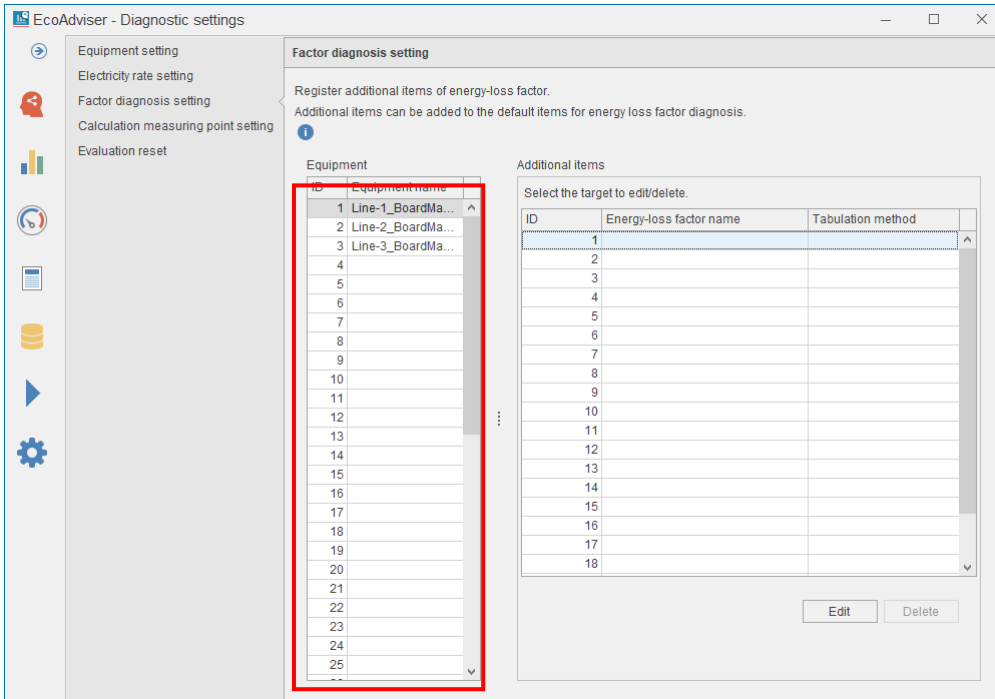 EcoAdviser - Diagnostic settings
Equipment setting
Electricity rate setting
Factor diagnosis setting
Calculation measuring point setting
Evaluation reset
Factor diagnosis setting
Register additional items of energy-loss factor.
Additional items can be added to the default items for energy loss factor diagnosis.
Equipment
ID Equipment name
1 Line-1_BoardMa...
2 Line-2_BoardMa...
3 Line-3_BoardMa...
4
5
6
7
8
9
10
11
12
13
14
15
16
17
18
19
20
21
22
23
24
25
Additional items
Select the target to edit/delete.
ID Energy-loss factor name Tabulation method
1
2
3
4
5
6
7
8
9
10
11
12
13
14
15
16
17
18
Edit Delete